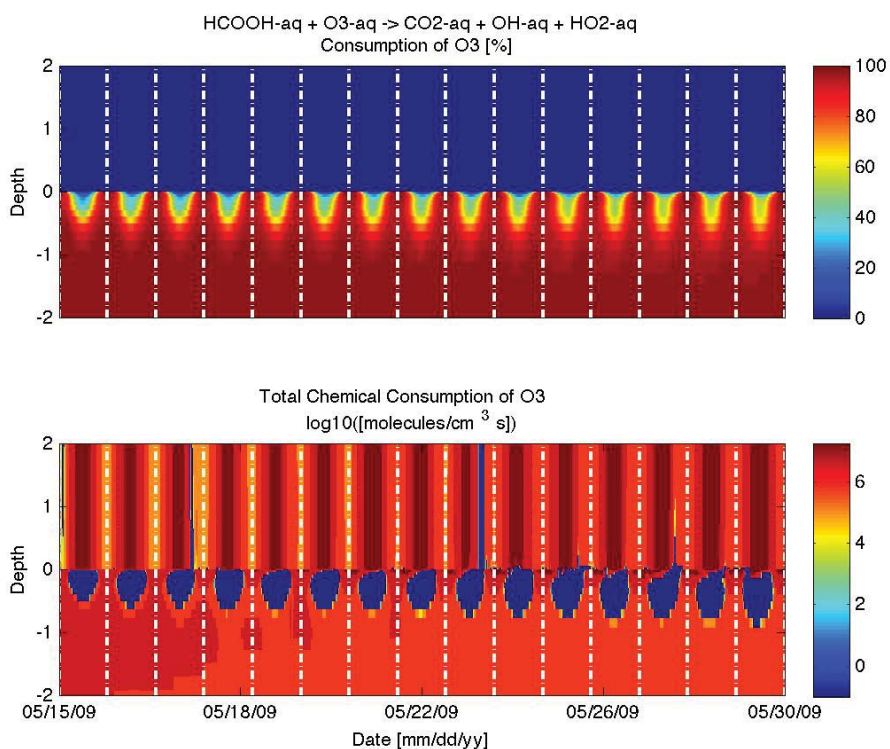 HCOOH-aq + O3-aq -> CO2-aq + OH-aq + HO2-aq
Consumption of O3 [%]
2
1
0
-1
-2
Depth
100
80
60
40
20
0
Total Chemical Consumption of O3
log10([molecules/cm ³ s])
2
1
0
-1
-2
Depth
6
4
2
0
05/15/09 05/18/09 05/22/09 05/26/09 05/30/09
Date [mm/dd/yy]